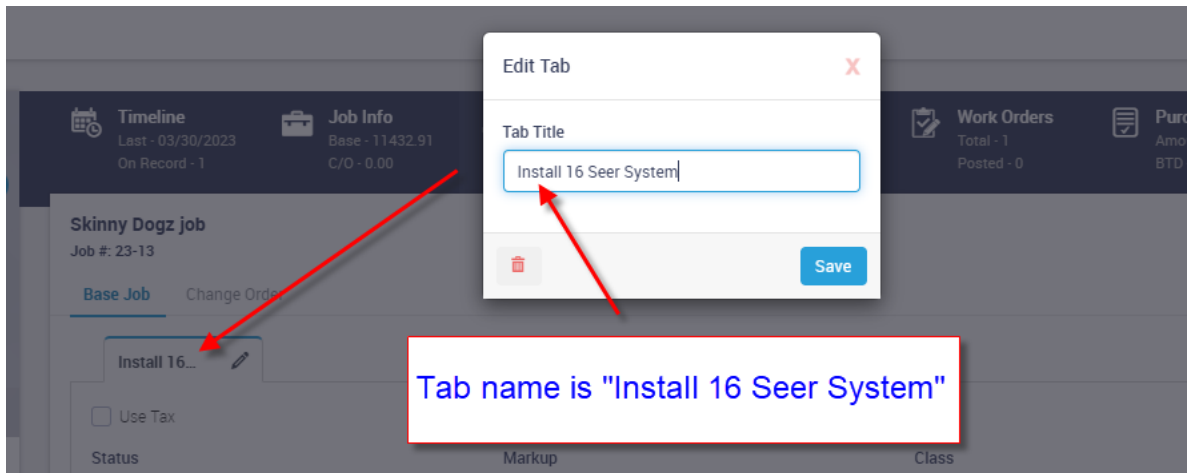 Edit Tab
X
Timeline
Last - 03/30/2023
On Record - 1
Job Info
Base - 11432.91
C/O - 0.00
Tab Title
Install 16 Seer System
Work Orders
Total - 1
Posted - 0
Purc
Amo
BTD
Skinny Dogz job
Job #: 23-13
Save
Base Job
Change Order
Install 16...
Tab name is "Install 16 Seer System"
Use Tax
Status
Markup
Class